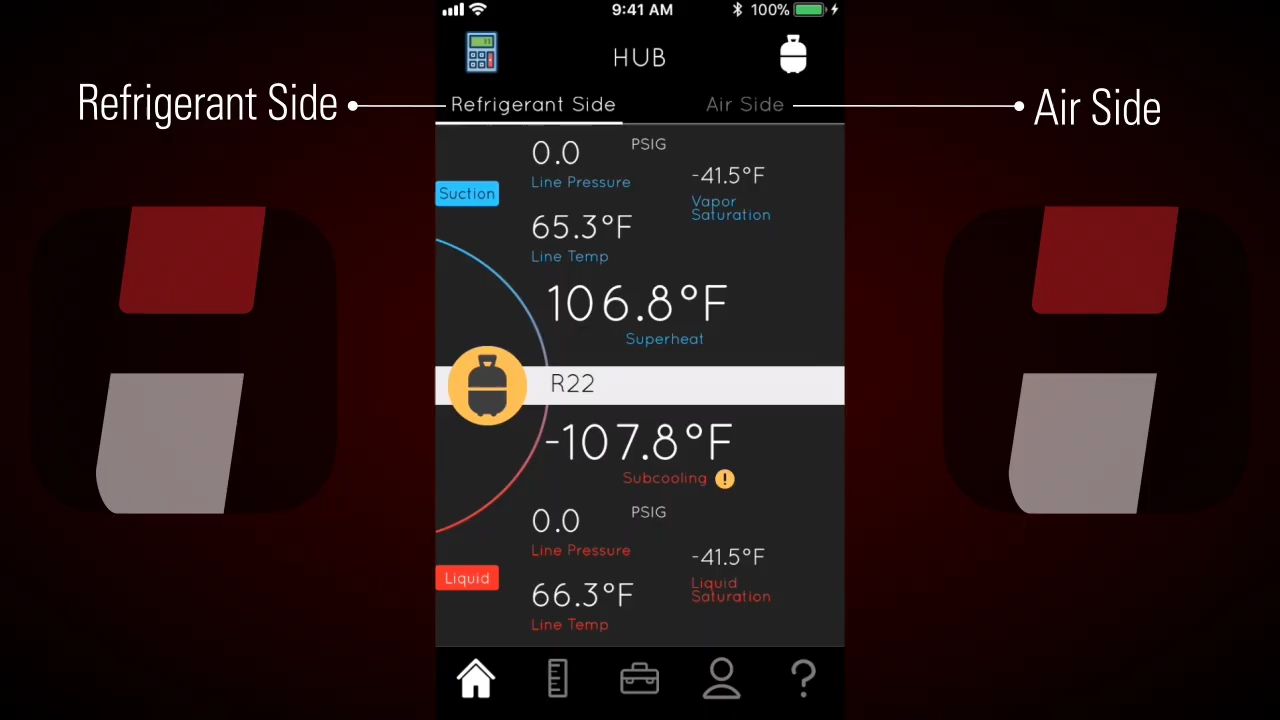 9:41 AM
100%
HUB
Refrigerant Side
Refrigerant Side
Air Side
Air Side
0.0
PSIG
Line Pressure
-41.5°F
Vapor
Saturation
Suction
65.3°F
Line Temp
106.8°F
Superheat
R22
-107.8°F
Subcooling !
0.0
PSIG
Line Pressure
-41.5°F
Liquid
Saturation
Liquid
66.3°F
Line Temp
?